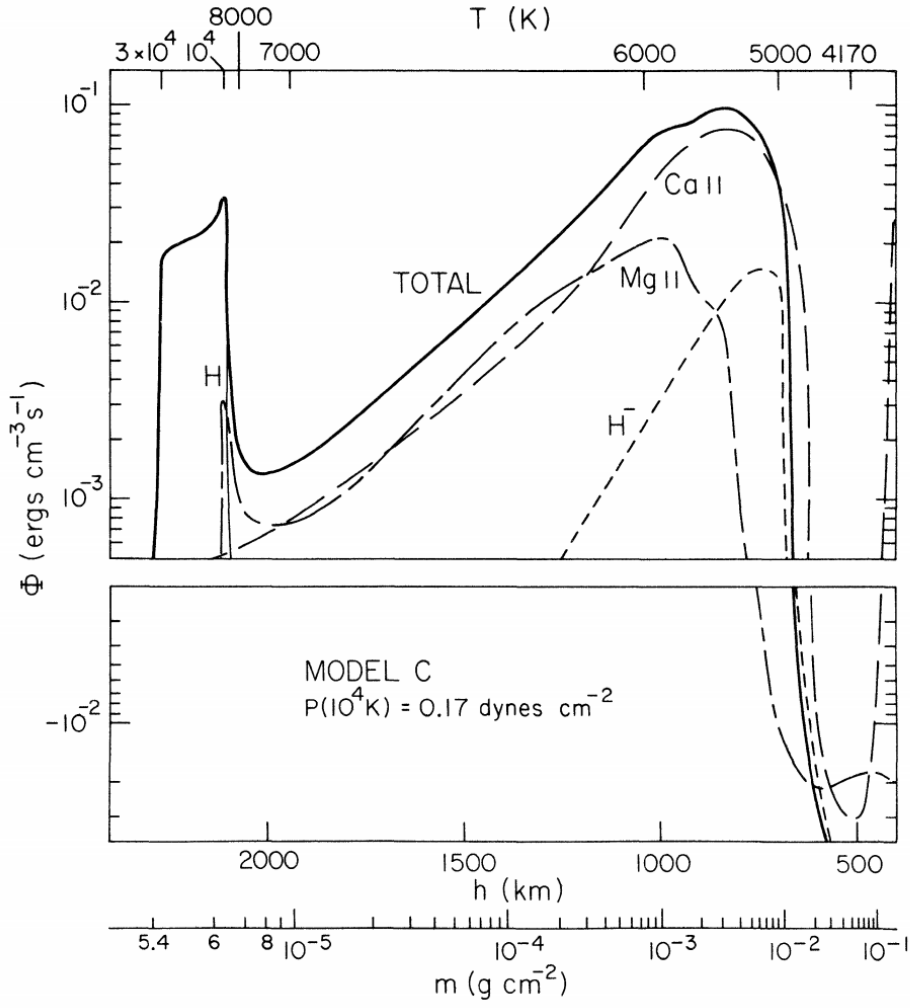 T (K)
8000
3×10⁴ 10⁴ 7000 6000 5000 4170
10⁻¹
10⁻²
10⁻³
-10⁻²
Φ (ergs cm⁻³s⁻¹)
Ca II
Mg II
TOTAL
H
H⁻
MODEL C
P(10⁴K) = 0.17 dynes cm⁻²
2000 1500 1000 500
h (km)
5.4 6 8 10⁻⁵ 10⁻⁴ 10⁻³ 10⁻² 10⁻¹
m (g cm⁻²)